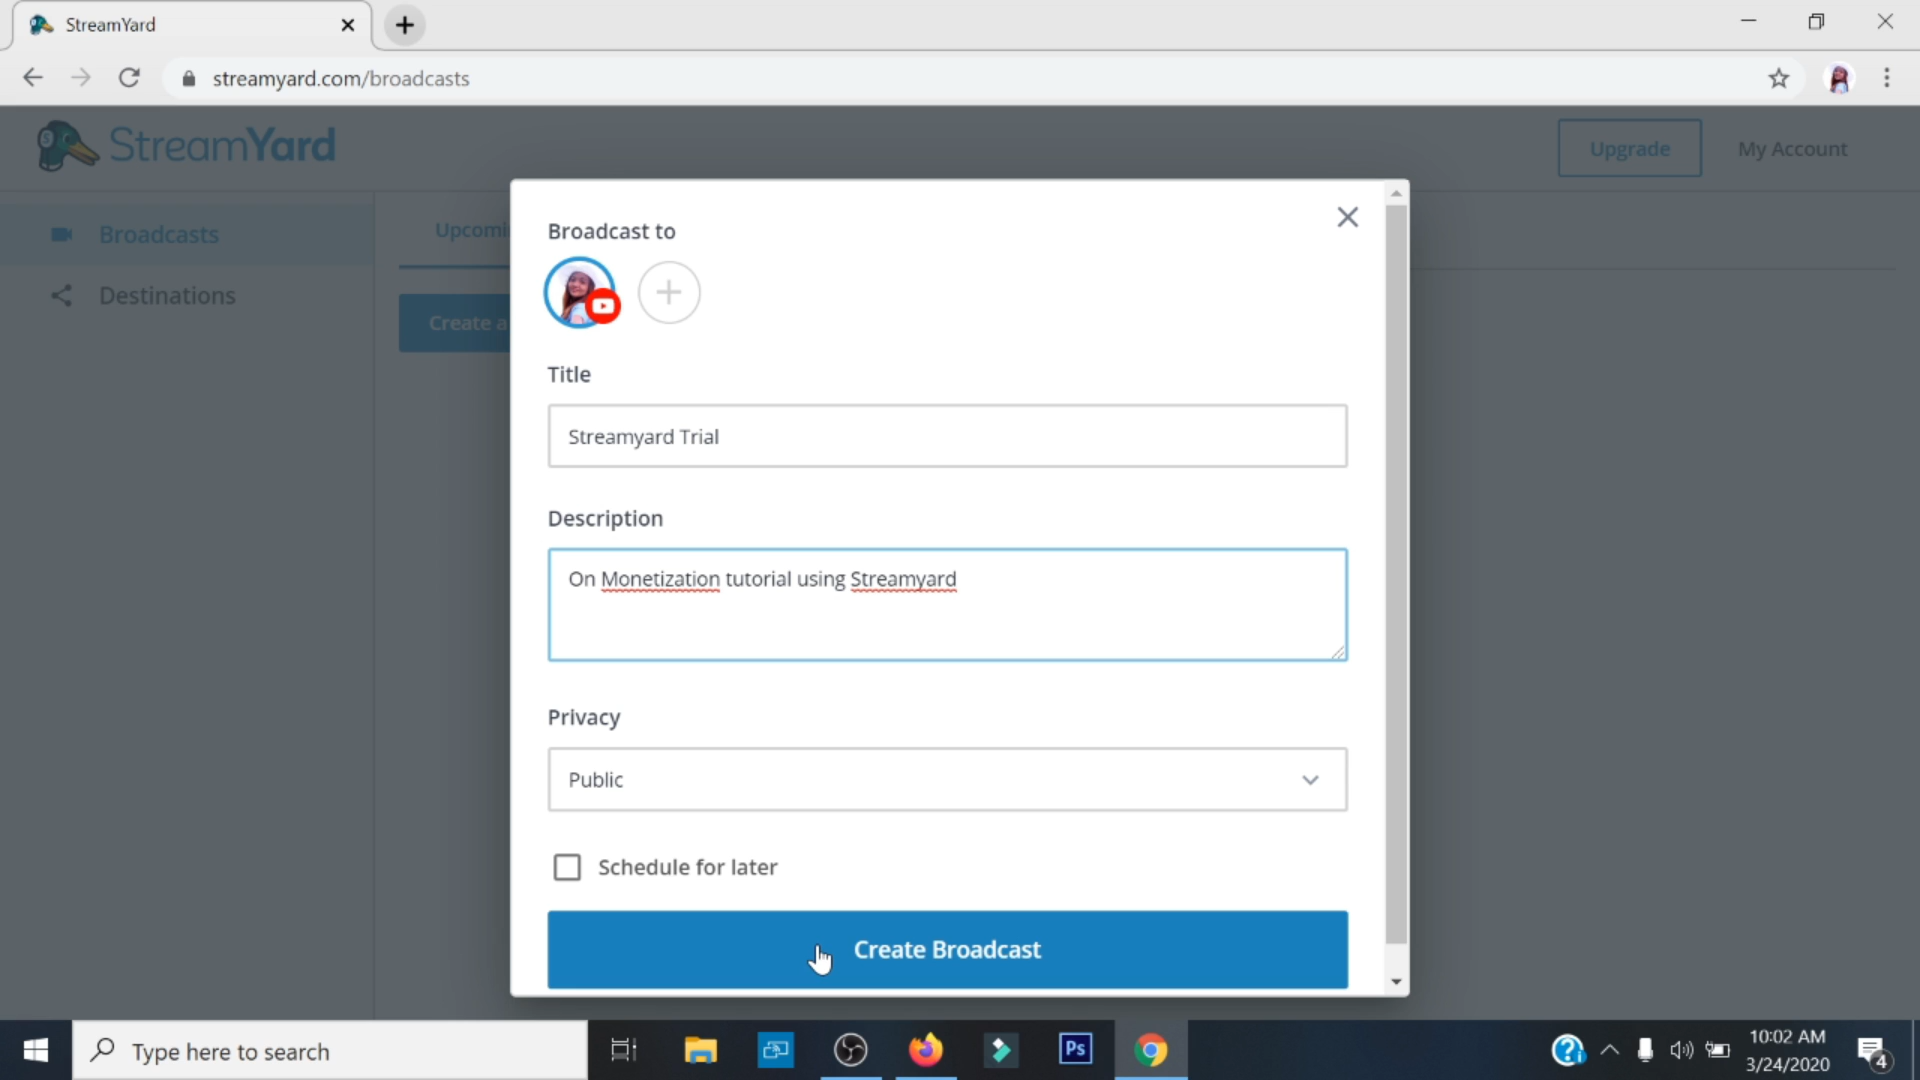 StreamYard
streamyard.com/broadcasts
StreamYard
Upgrade
My Account
Broadcasts
Destinations
Upcomi
Create a
Broadcast to
Title
Streamyard Trial
Description
On Monetization tutorial using Streamyard
Privacy
Public
Schedule for later
Create Broadcast
Type here to search
Ps
10:02 AM
3/24/2020
4